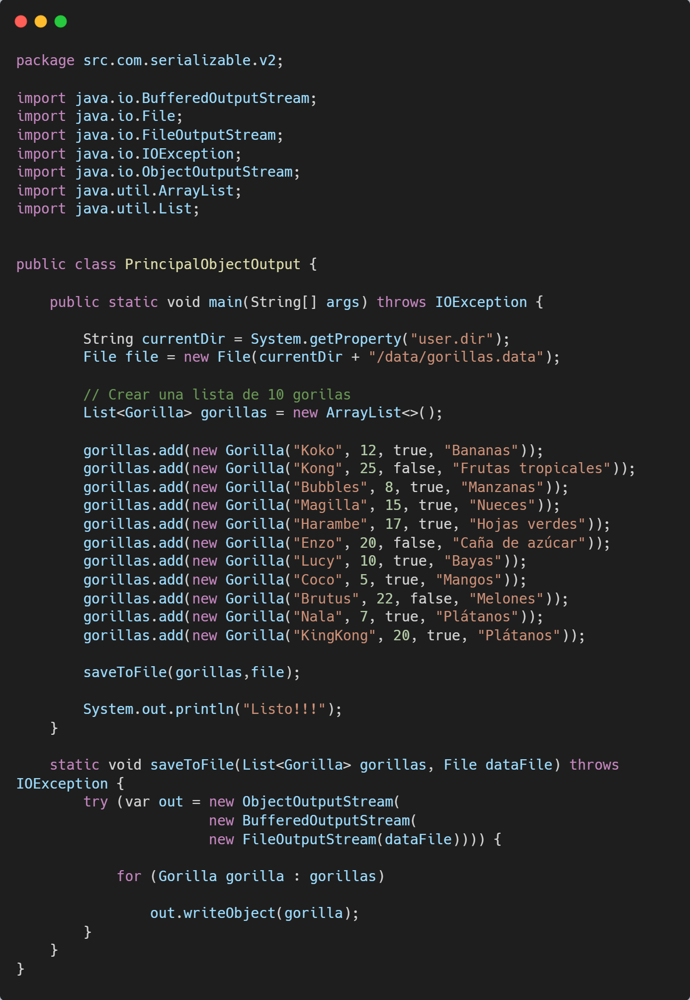 package src.com.serializable.v2;
import java.io.BufferedOutputStream;
import java.io.File;
import java.io.FileOutputStream;
import java.io.IOException;
import java.io.ObjectOutputStream;
import java.util.ArrayList;
import java.util.List;
public class PrincipalObjectOutput {
public static void main(String[] args) throws IOException {
String currentDir = System.getProperty("user.dir");
File file = new File(currentDir + "/data/gorillas.data");
// Crear una lista de 10 gorilas
List<Gorilla> gorillas = new ArrayList<>();
gorillas.add(new Gorilla("Koko", 12, true, "Bananas"));
gorillas.add(new Gorilla("Kong", 25, false, "Frutas tropicales"));
gorillas.add(new Gorilla("Bubbles", 8, true, "Manzanas"));
gorillas.add(new Gorilla("Magilla", 15, true, "Nueces"));
gorillas.add(new Gorilla("Harambe", 17, true, "Hojas verdes"));
gorillas.add(new Gorilla("Enzo", 20, false, "Caña de azúcar"));
gorillas.add(new Gorilla("Lucy", 10, true, "Bayas"));
gorillas.add(new Gorilla("Coco", 5, true, "Mangos"));
gorillas.add(new Gorilla("Brutus", 22, false, "Melones"));
gorillas.add(new Gorilla("Nala", 7, true, "Plátanos"));
gorillas.add(new Gorilla("KingKong", 20, true, "Plátanos"));
saveToFile(gorillas,file);
System.out.println("Listo!!!");
}
static void saveToFile(List<Gorilla> gorillas, File dataFile) throws
IOException {
try (var out = new ObjectOutputStream(
new BufferedOutputStream(
new FileOutputStream(dataFile)))) {
for (Gorilla gorilla : gorillas)
out.writeObject(gorilla);
}
}
}